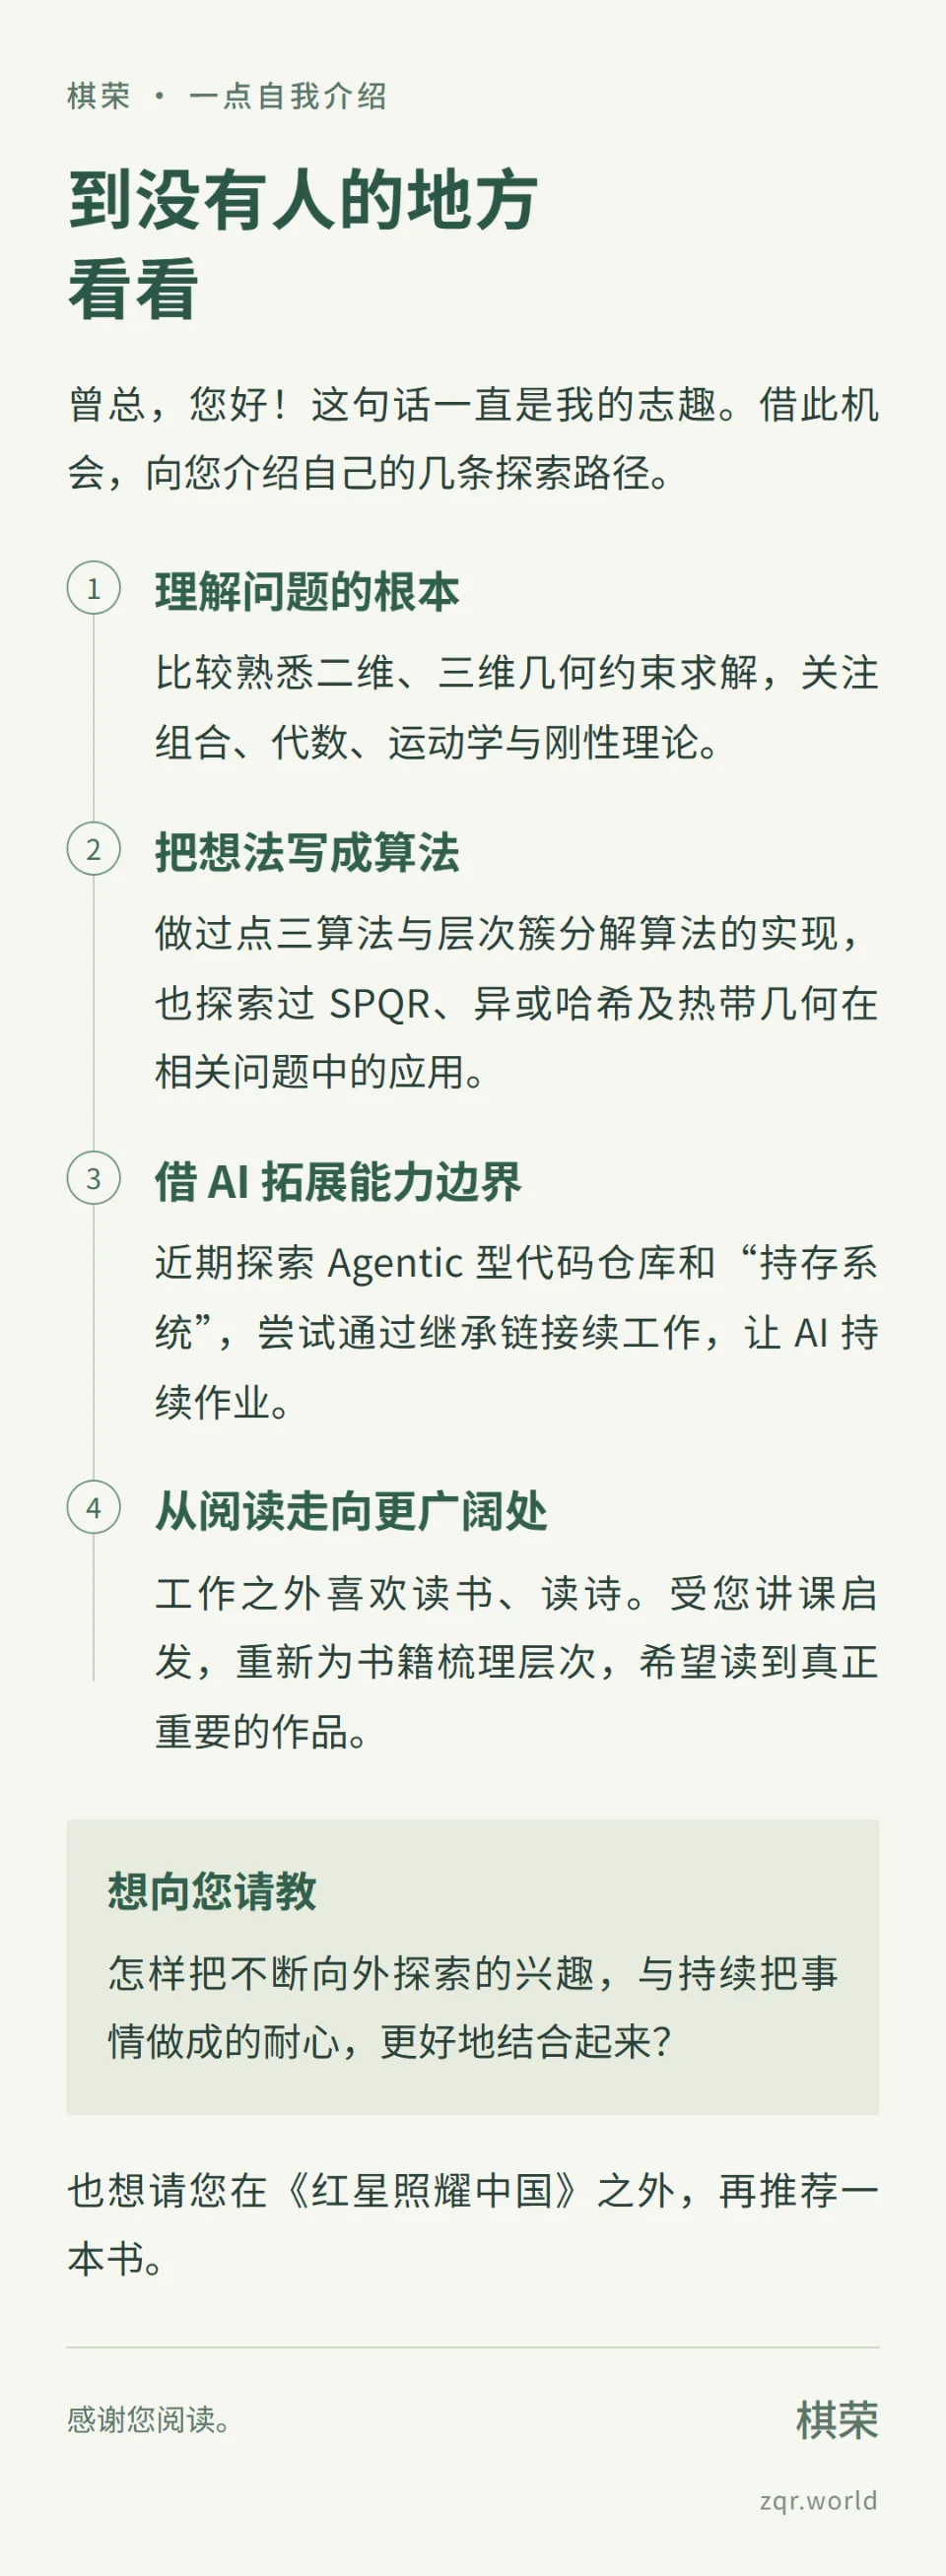 棋荣 · 一点自我介绍
到没有人的地方
看看
曾总，您好！这句话一直是我的志趣。借此机
会，向您介绍自己的几条探索路径。
1 理解问题的根本
比较熟悉二维、三维几何约束求解，关注
组合、代数、运动学与刚性理论。
2 把想法写成算法
做过点三算法与层次簇分解算法的实现，
也探索过 SPQR、异或哈希及热带几何在
相关问题中的应用。
3 借 AI 拓展能力边界
近期探索 Agentic 型代码仓库和“持存系
统”，尝试通过继承链接续工作，让 AI 持
续作业。
4 从阅读走向更广阔处
工作之外喜欢读书、读诗。受您讲课启
发，重新为书籍梳理层次，希望读到真正
重要的作品。
想向您请教
怎样把不断向外探索的兴趣，与持续把事
情做成的耐心，更好地结合起来？
也想请您在《红星照耀中国》之外，再推荐一
本书。
感谢您阅读。
棋荣
zqr.world